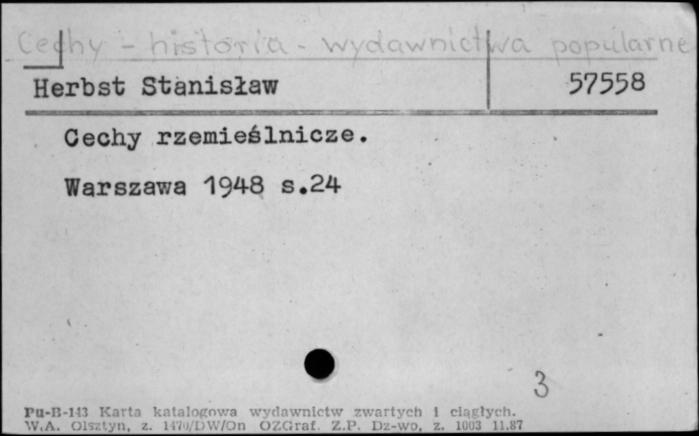 Cechy - historia - wydawnictwa popularne
Herbst Stanisław 57558
Cechy rzemieślnicze.
Warszawa 1948 s.24
3
Pu-B-143 Karta katalogowa wydawnictw zwartych i ciągłych.
W.A. Olsztyn, z. 1470/DW/On OZGraf. Z.P. Dz-wo, z. 1003 11.87